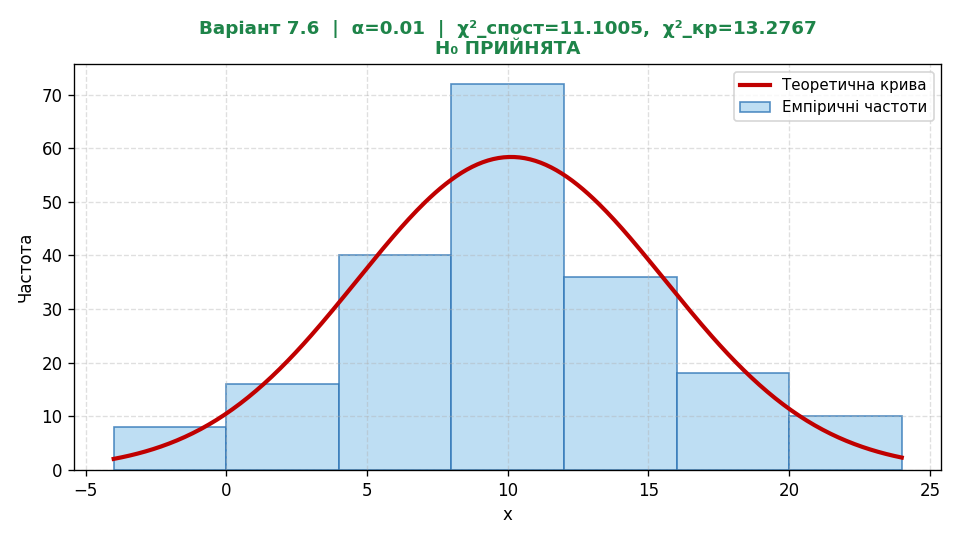 Варіант 7.6 | α=0.01 | χ²_спост=11.1005, χ²_кр=13.2767
H₀ ПРИЙНЯТА
Теоретична крива
Емпіричні частоти
Частота
70
60
50
40
30
20
10
0
−5
0
5
10
15
20
25
x